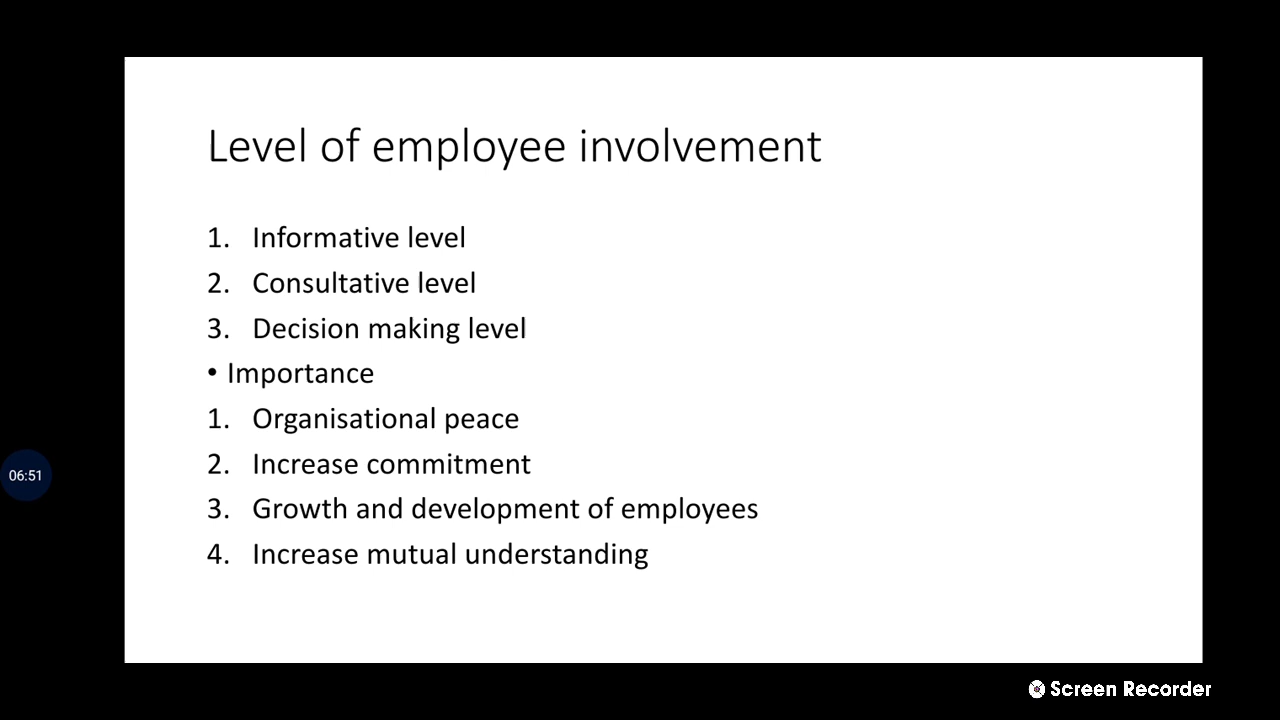 Level of employee involvement
1. Informative level
2. Consultative level
3. Decision making level
• Importance
1. Organisational peace
2. Increase commitment
3. Growth and development of employees
4. Increase mutual understanding
06:51
Screen Recorder